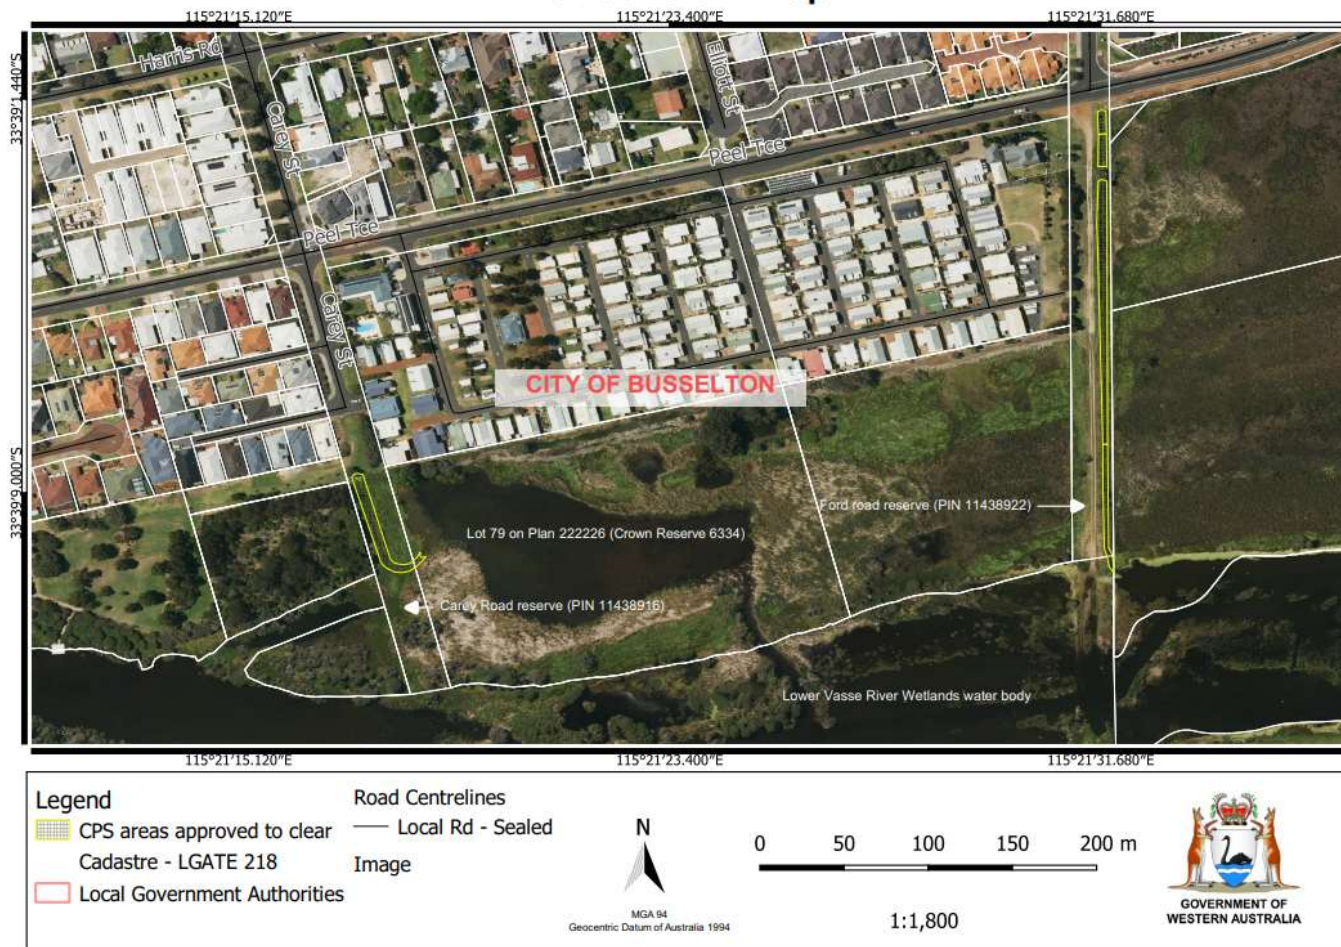 115°21'15.120"E
115°21'23.400"E
115°21'31.680"E
33°39'1.440"S
33°39'9.000"S
Harris Rd
Carey St
Elliott St
Peel Tce
Peel Tce
Carey St
CITY OF BUSSELTON
Ford road reserve (PIN 11438922)
Lot 79 on Plan 222226 (Crown Reserve 6334)
Carey Road reserve (PIN 11438916)
Lower Vasse River Wetlands water body
115°21'15.120"E
115°21'23.400"E
115°21'31.680"E
Legend
CPS areas approved to clear
Cadastre - LGATE 218
Local Government Authorities
Road Centrelines
Local Rd - Sealed
Image
N
MGA 94
Geocentric Datum of Australia 1994
0 50 100 150 200 m
1:1,800
GOVERNMENT OF
WESTERN AUSTRALIA